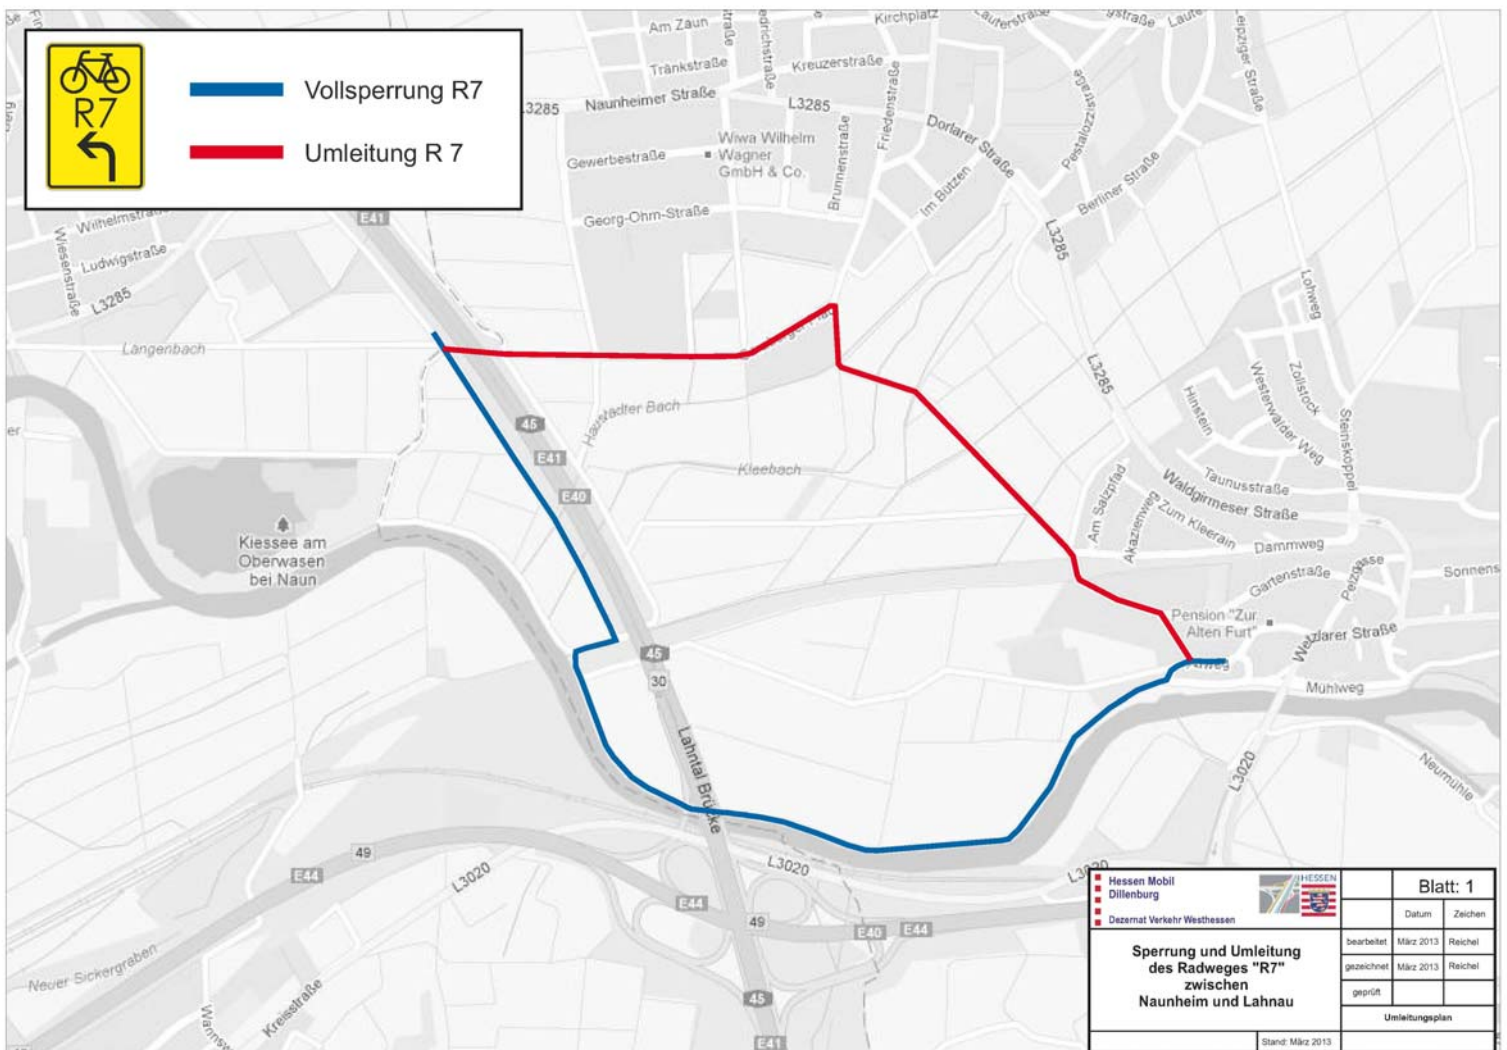 R7
Vollsperrung R7
Umleitung R 7
Am Zaun
Kirchplatz
Tränkstraße
Kreuzerstraße
L3285
Naunheimer Straße
L3285
Dorlarer Straße
Friedenstraße
Brunnenstraße
Pestalozzistraße
Leipziger Straße
Gewerbestraße
Wiwa Wilhelm
Wagner
GmbH & Co.
Im Bützen
Berliner Straße
Georg-Ohm-Straße
E41
Wilhelmstraße
Wiesenstraße
Ludwigstraße
L3285
L3285
Lohweg
Langenbach
L3285
Zollstock
Westerwälder Weg
Hinstein
Steinsköppel
Haustädter Bach
45
E41
E40
Kleebach
Taunusstraße
Waldgirmeser Straße
Am Salzpfad
Akazienweg
Zum Kleerain
Dammweg
Kiessee am
Oberwasen
bei Naun
Gartenstraße
Pelzgasse
Sonnens
Pension "Zur
Alten Furt"
Wetzlarer Straße
45
30
Mühlweg
Lahntal Brücke
L3020
Neumühle
49
E44
L3020
L3020
L3020
E44
49
E40
E44
Neuer Sickergraben
Kreisstraße
45
E41
Hessen Mobil
Dillenburg
Dezernat Verkehr Westhessen
HESSEN
Blatt: 1
Datum
Zeichen
bearbeitet
März 2013
Reichel
gezeichnet
März 2013
Reichel
geprüft
Sperrung und Umleitung
des Radweges "R7"
zwischen
Naunheim und Lahnau
Umleitungsplan
Stand: März 2013